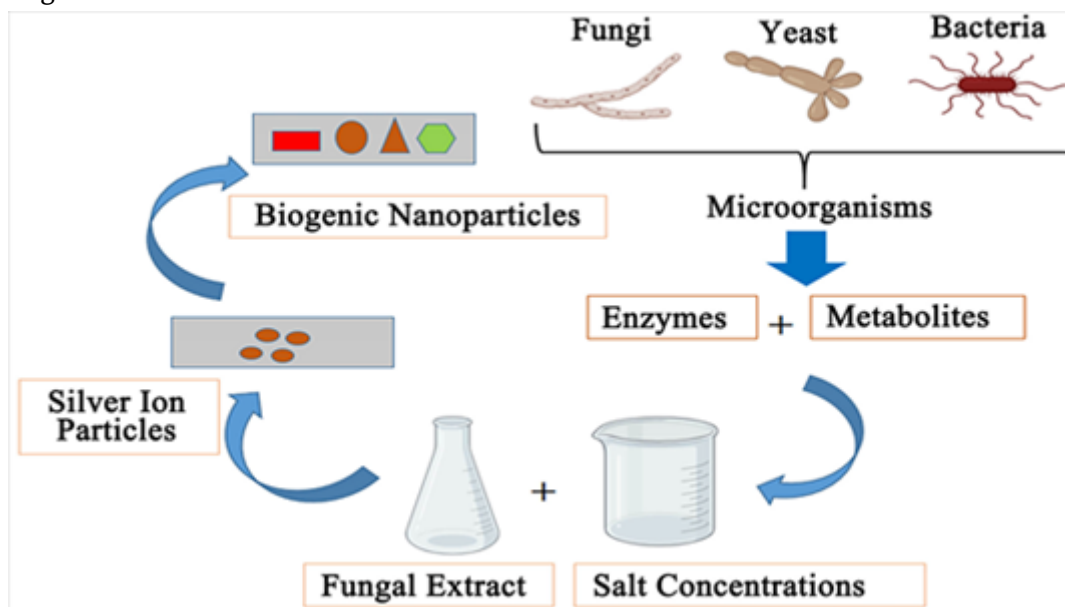 Fungi
Yeast
Bacteria
Microorganisms
Biogenic Nanoparticles
Enzymes + Metabolites
Silver Ion
Particles
+
Fungal Extract
Salt Concentrations